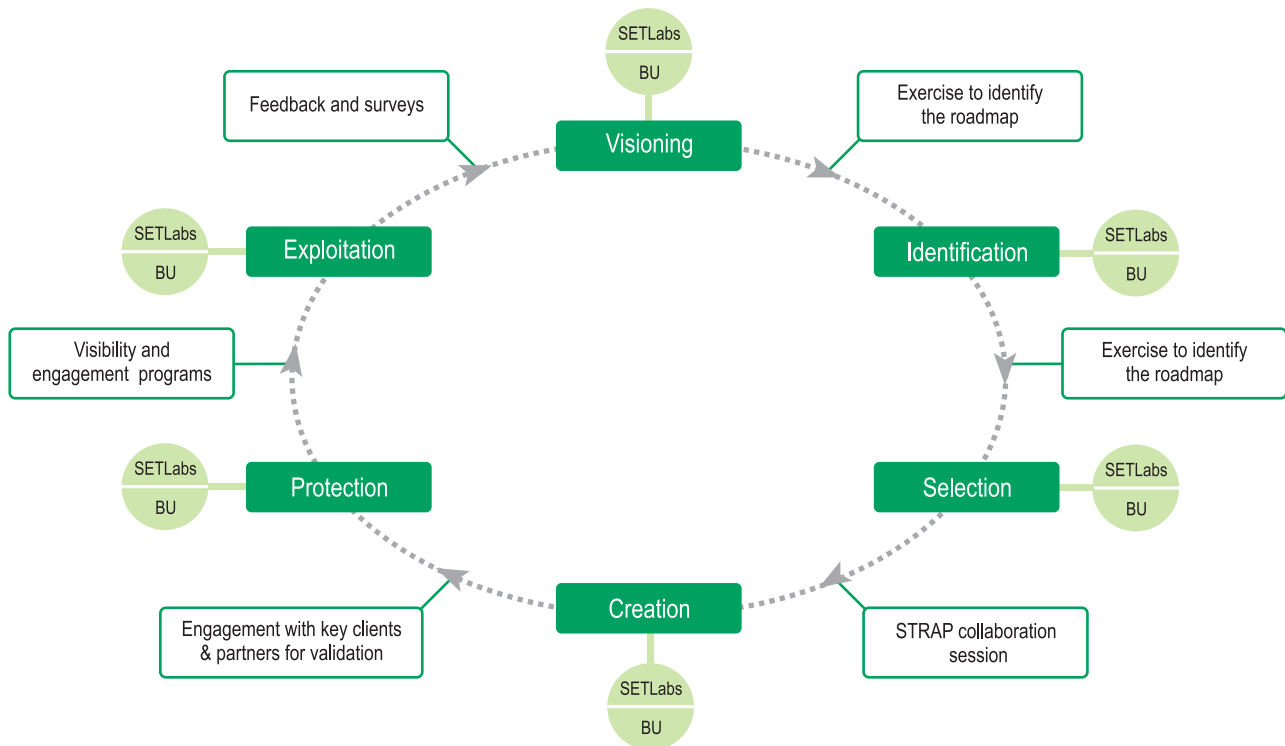 SETLabs
BU
Visioning
Feedback and surveys
Exercise to identify
the roadmap
SETLabs
BU
Exploitation
Identification
SETLabs
BU
Visibility and
engagement programs
Exercise to identify
the roadmap
SETLabs
BU
Protection
Selection
SETLabs
BU
Engagement with key clients
& partners for validation
Creation
STRAP collaboration
session
SETLabs
BU